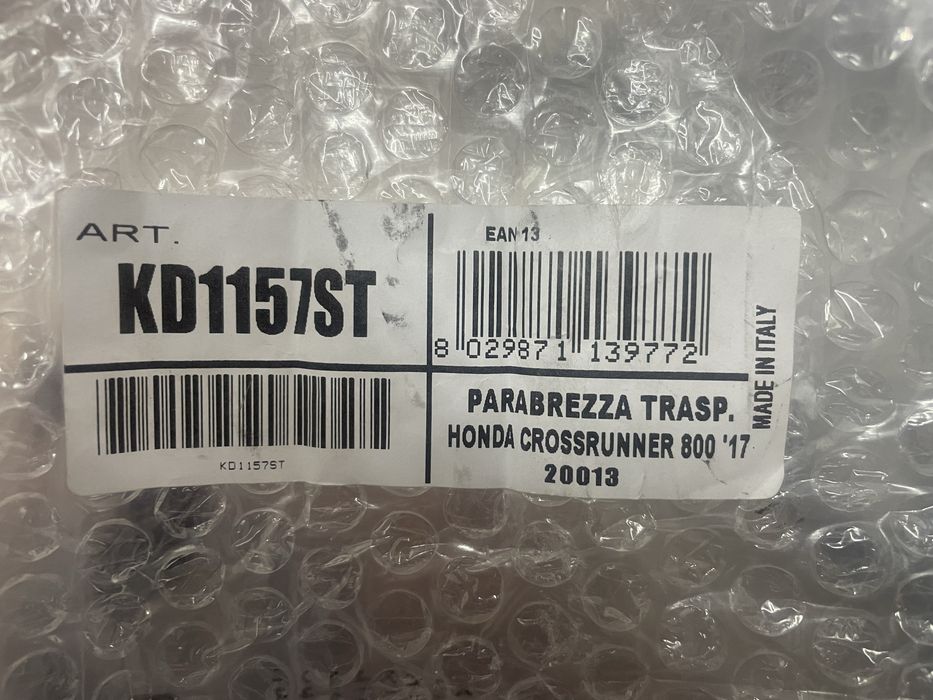 ART.
KD1157ST
KD1157ST
EAN 13
8 029871 139772
PARABREZZA TRASP.
HONDA CROSSRUNNER 800 '17
20013
MADE IN ITALY